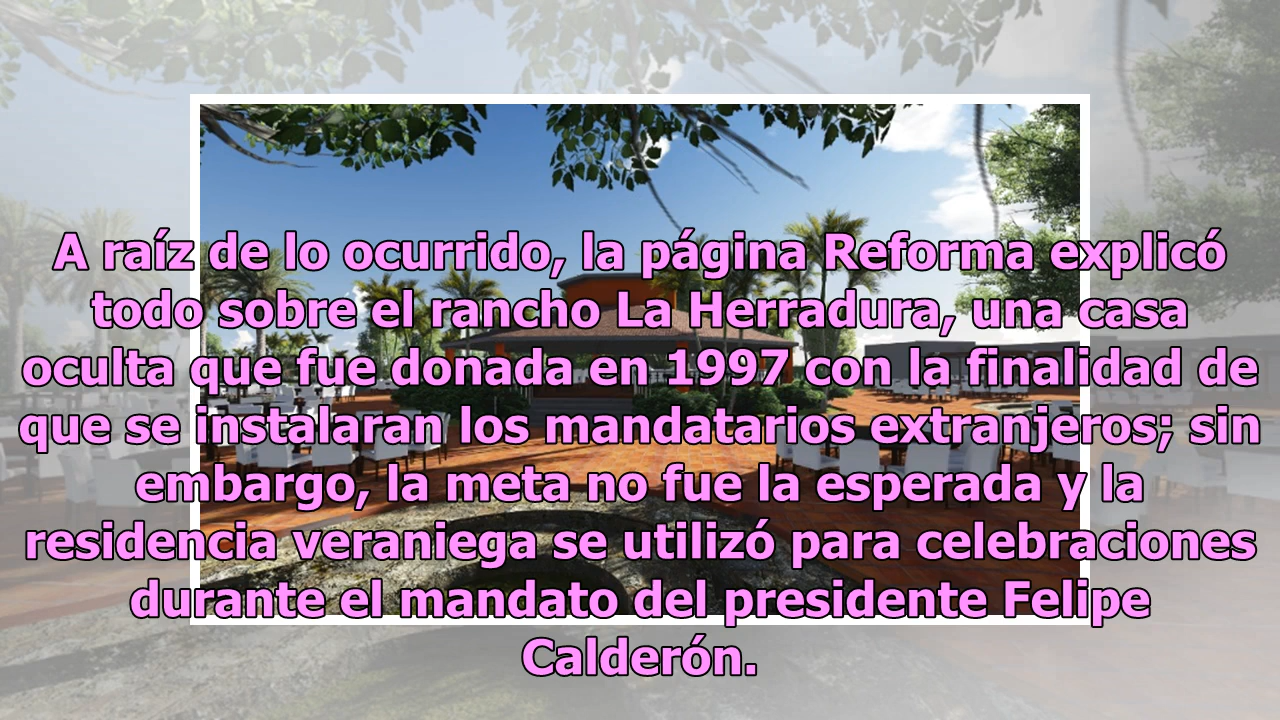 A raíz de lo ocurrido, la página Reforma explicó
todo sobre el rancho La Herradura, una casa
oculta que fue donada en 1997 con la finalidad de
que se instalaran los mandatarios extranjeros; sin
embargo, la meta no fue la esperada y la
residencia veraniega se utilizó para celebraciones
durante el mandato del presidente Felipe
Calderón.